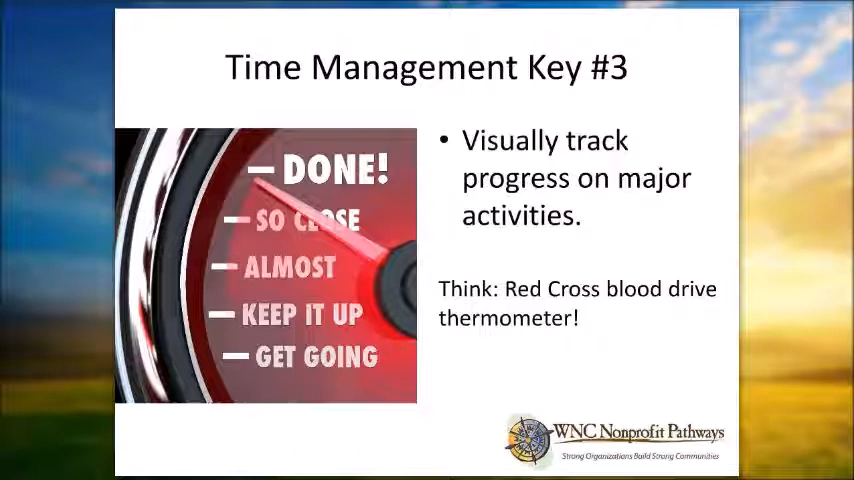 Time Management Key #3
DONE!
SO CLOSE
ALMOST
KEEP IT UP
GET GOING
• Visually track
progress on major
activities.
Think: Red Cross blood drive
thermometer!
WNC Nonprofit Pathways
Strong Organizations Build Strong Communities